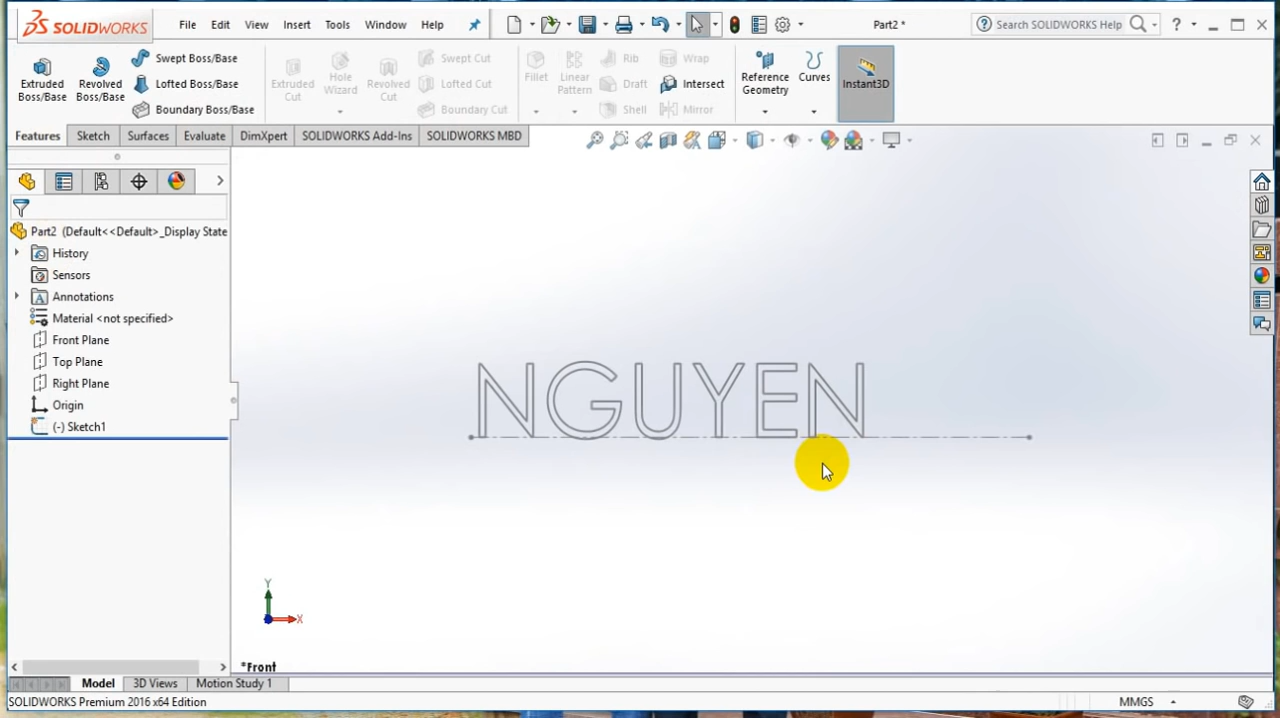 SOLIDWORKS
File Edit View Insert Tools Window Help
Part2 *
Search SOLIDWORKS Help
Extruded Boss/Base
Revolved Boss/Base
Swept Boss/Base
Lofted Boss/Base
Boundary Boss/Base
Extruded Cut
Hole Wizard
Revolved Cut
Swept Cut
Lofted Cut
Boundary Cut
Fillet
Linear Pattern
Rib
Draft
Shell
Wrap
Intersect
Mirror
Reference Geometry
Curves
Instant3D
Features Sketch Surfaces Evaluate DimXpert SOLIDWORKS Add-Ins SOLIDWORKS MBD
Part2 (Default<<Default>_Display State
History
Sensors
Annotations
Material <not specified>
Front Plane
Top Plane
Right Plane
Origin
(-) Sketch1
NGUYEN
Y
X
*Front
Model 3D Views Motion Study 1
SOLIDWORKS Premium 2016 x64 Edition
MMGS